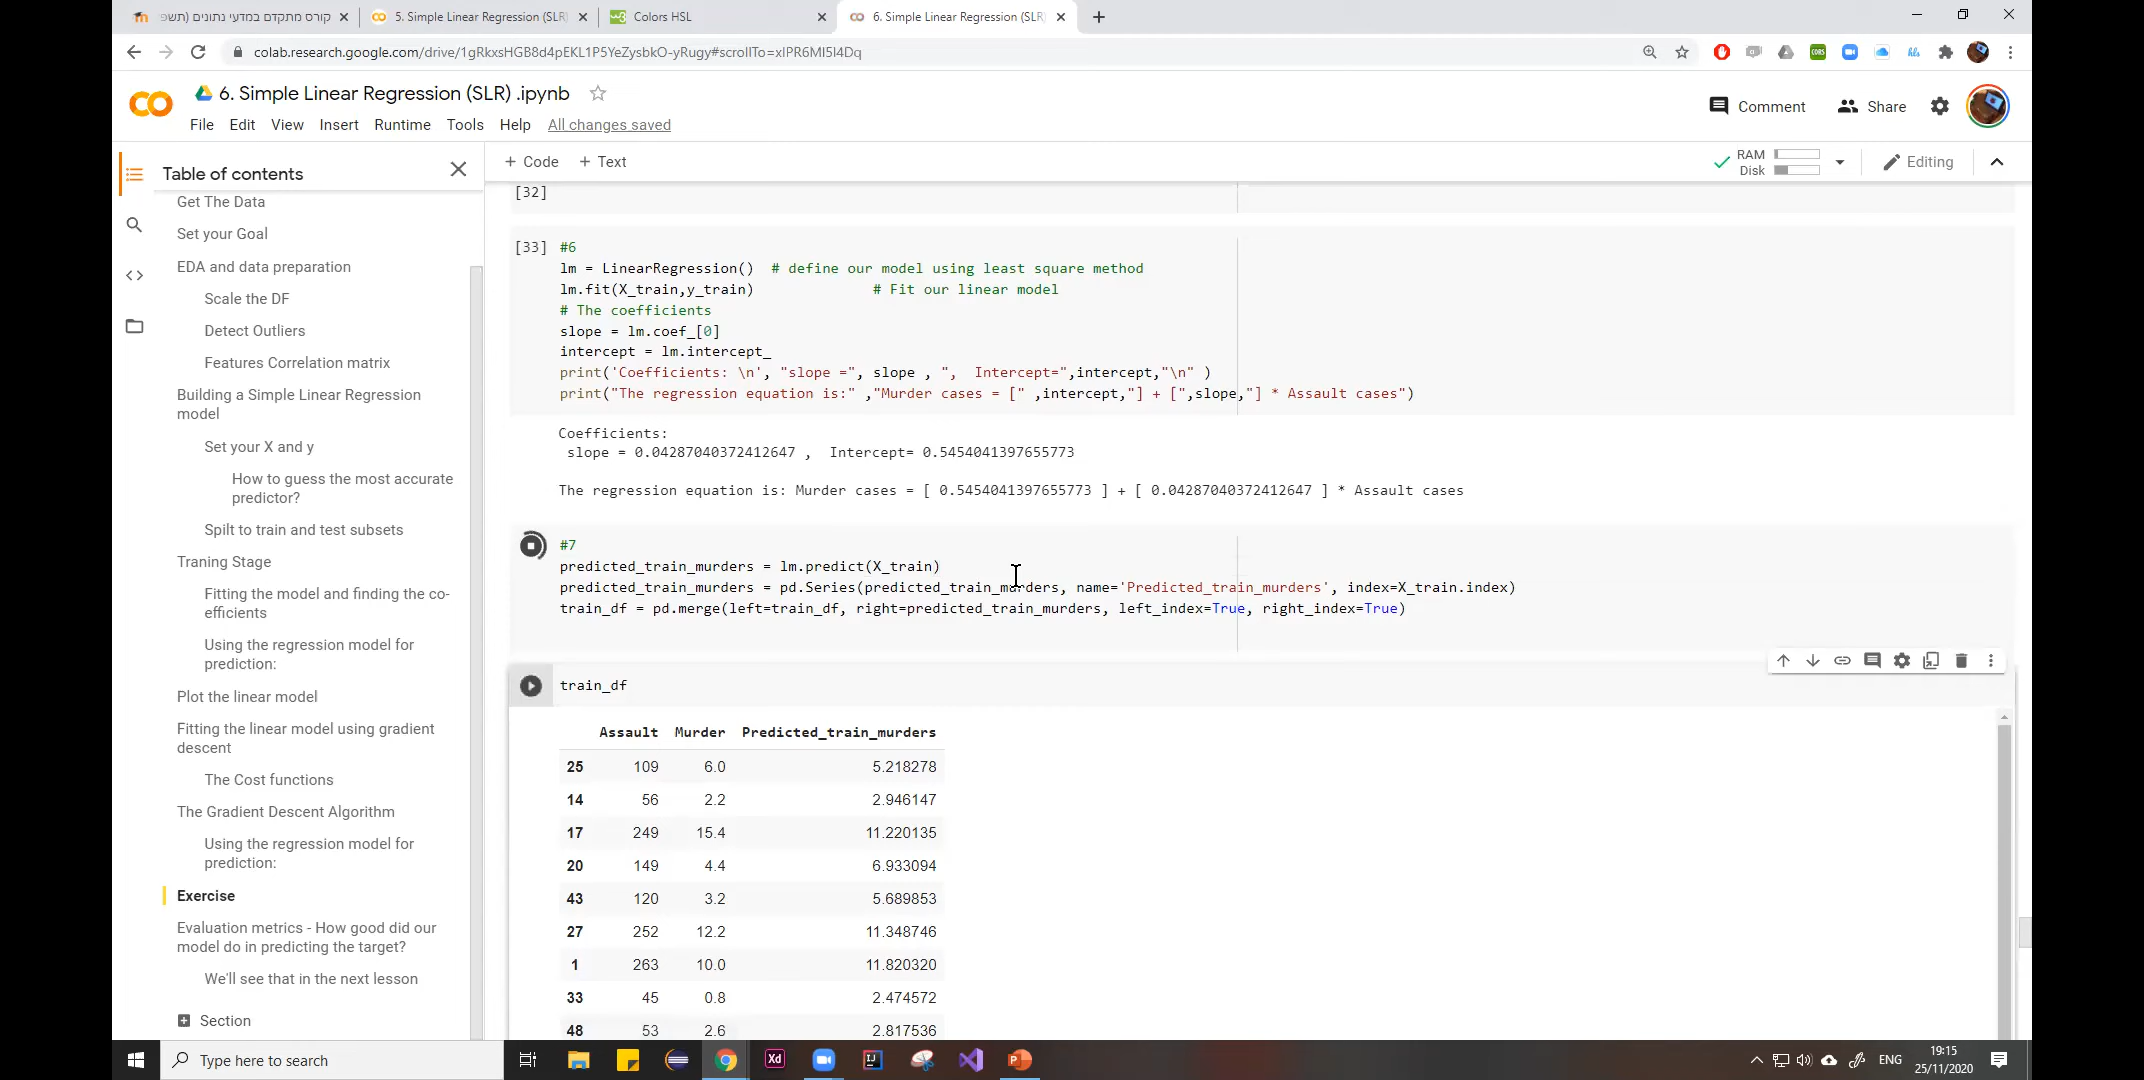 קורס מתקדם במדעי נתונים (תשפ
5. Simple Linear Regression (SLR)
Colors HSL
6. Simple Linear Regression (SLR)
colab.research.google.com/drive/1gRkxsHGB8d4pEKL1P5YeZysbkO-yRugy#scrollTo=xlPR6MI5I4Dq
6. Simple Linear Regression (SLR) .ipynb
Comment
Share
File Edit View Insert Runtime Tools Help All changes saved
Table of contents
+ Code + Text
RAM
Disk
Editing
Get The Data
Set your Goal
EDA and data preparation
Scale the DF
Detect Outliers
Features Correlation matrix
Building a Simple Linear Regression
model
Set your X and y
How to guess the most accurate
predictor?
Spilt to train and test subsets
Traning Stage
Fitting the model and finding the co-
efficients
Using the regression model for
prediction:
Plot the linear model
Fitting the linear model using gradient
descent
The Cost functions
The Gradient Descent Algorithm
Using the regression model for
prediction:
Exercise
Evaluation metrics - How good did our
model do in predicting the target?
We'll see that in the next lesson
Section
[32]
[33] #6
lm = LinearRegression()  # define our model using least square method
lm.fit(X_train,y_train)              # Fit our linear model
# The coefficients
slope = lm.coef_[0]
intercept = lm.intercept_
print('Coefficients: \n', "slope =", slope , ",  Intercept=",intercept,"\n" )
print("The regression equation is:" ,"Murder cases = [" ,intercept,"] + [",slope,"] * Assault cases")
Coefficients:
slope = 0.04287040372412647 ,  Intercept= 0.5454041397655773
The regression equation is: Murder cases = [ 0.5454041397655773 ] + [ 0.04287040372412647 ] * Assault cases
#7
predicted_train_murders = lm.predict(X_train)
predicted_train_murders = pd.Series(predicted_train_murders, name='Predicted_train_murders', index=X_train.index)
train_df = pd.merge(left=train_df, right=predicted_train_murders, left_index=True, right_index=True)
train_df
Assault Murder Predicted_train_murders
25 109 6.0 5.218278
14 56 2.2 2.946147
17 249 15.4 11.220135
20 149 4.4 6.933094
43 120 3.2 5.689853
27 252 12.2 11.348746
1 263 10.0 11.820320
33 45 0.8 2.474572
48 53 2.6 2.817536
Type here to search
ENG
19:15
25/11/2020